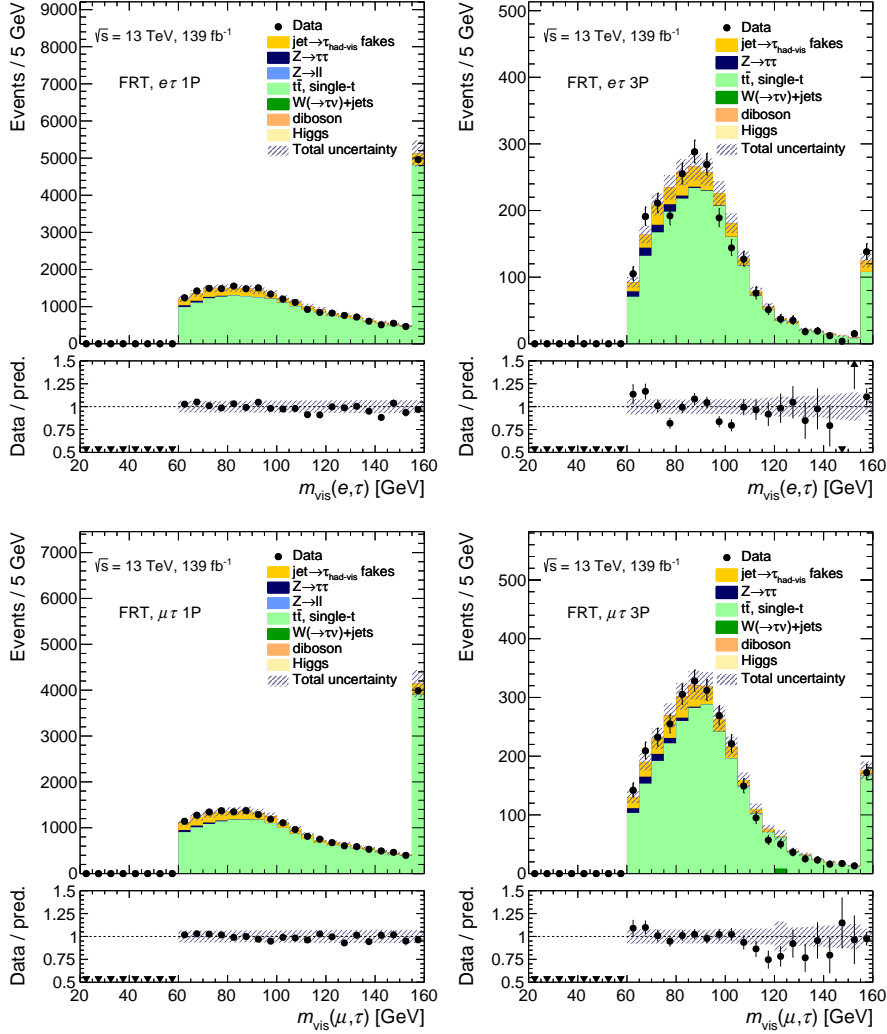 Events / 5 GeV
9000
8000
7000
6000
5000
4000
3000
2000
1000
0
√s = 13 TeV, 139 fb⁻¹
FRT, eτ 1P
Data
jet→τhad-vis fakes
Z→ττ
Z→ll
tt̄, single-t
W(→τν)+jets
diboson
Higgs
Total uncertainty
Data / pred.
1.5
1.25
1
0.75
0.5
20 40 60 80 100 120 140 160
mvis(e,τ) [GeV]
Events / 5 GeV
500
400
300
200
100
0
√s = 13 TeV, 139 fb⁻¹
FRT, eτ 3P
Data
jet→τhad-vis fakes
Z→ττ
Z→ll
tt̄, single-t
W(→τν)+jets
diboson
Higgs
Total uncertainty
Data / pred.
1.5
1.25
1
0.75
0.5
20 40 60 80 100 120 140 160
mvis(e,τ) [GeV]
Events / 5 GeV
7000
6000
5000
4000
3000
2000
1000
0
√s = 13 TeV, 139 fb⁻¹
FRT, μτ 1P
Data
jet→τhad-vis fakes
Z→ττ
Z→ll
tt̄, single-t
W(→τν)+jets
diboson
Higgs
Total uncertainty
Data / pred.
1.5
1.25
1
0.75
0.5
20 40 60 80 100 120 140 160
mvis(μ,τ) [GeV]
Events / 5 GeV
500
400
300
200
100
0
√s = 13 TeV, 139 fb⁻¹
FRT, μτ 3P
Data
jet→τhad-vis fakes
Z→ττ
Z→ll
tt̄, single-t
W(→τν)+jets
diboson
Higgs
Total uncertainty
Data / pred.
1.5
1.25
1
0.75
0.5
20 40 60 80 100 120 140 160
mvis(μ,τ) [GeV]